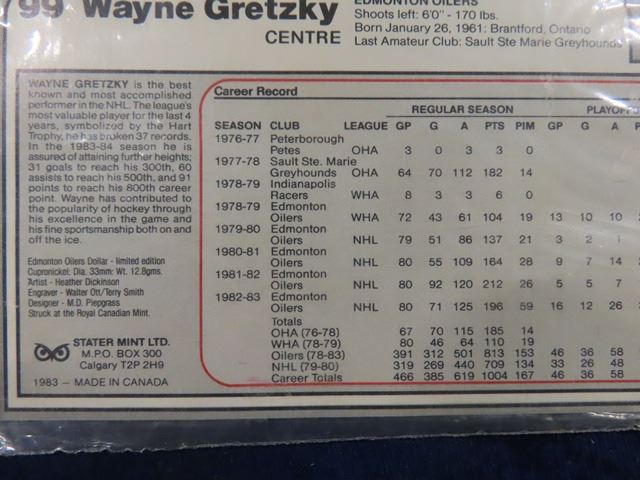 99 Wayne Gretzky
CENTRE
EDMONTON OILERS
Shoots left: 6'0" - 170 lbs.
Born January 26, 1961: Brantford, Ontario
Last Amateur Club: Sault Ste Marie Greyhounds
WAYNE GRETZKY is the best
known and most accomplished
performer in the NHL. The league's
most valuable player for the last 4
years, symbolized by the Hart
Trophy, he has broken 37 records.
In the 1983-84 season he is
assured of attaining further heights;
31 goals to reach his 300th, 60
assists to reach his 500th, and 91
points to reach his 800th career
point. Wayne has contributed to
the popularity of hockey through
his excellence in the game and
his fine sportsmanship both on and
off the ice.
Edmonton Oilers Dollar - limited edition
Cupronickel: Dia. 33mm: Wt. 12.8gms.
Artist - Heather Dickinson
Engraver - Walter Ott/Terry Smith
Designer - M.D. Piepgrass
Struck at the Royal Canadian Mint.
STATER MINT LTD.
M.P.O. BOX 300
Calgary T2P 2H9
1983 - MADE IN CANADA
Career Record
REGULAR SEASON PLAYOFFS
SEASON CLUB LEAGUE GP G A PTS PIM GP G A
1976-77 Peterborough
Petes OHA 3 0 3 3 0
1977-78 Sault Ste. Marie
Greyhounds OHA 64 70 112 182 14
1978-79 Indianapolis
Racers WHA 8 3 3 6 0
1978-79 Edmonton
Oilers WHA 72 43 61 104 19 13 10 10
1979-80 Edmonton
Oilers NHL 79 51 86 137 21 3 2 1
1980-81 Edmonton
Oilers NHL 80 55 109 164 28 9 7 14
1981-82 Edmonton
Oilers NHL 80 92 120 212 26 5 5 7
1982-83 Edmonton
Oilers NHL 80 71 125 196 59 16 12 26
Totals
OHA (76-78) 67 70 115 185 14
WHA (78-79) 80 46 64 110 19
Oilers (78-83) 391 312 501 813 153 46 36 58
NHL (79-80) 319 269 440 709 134 33 26 48
Career Totals 466 385 619 1004 167 46 36 58